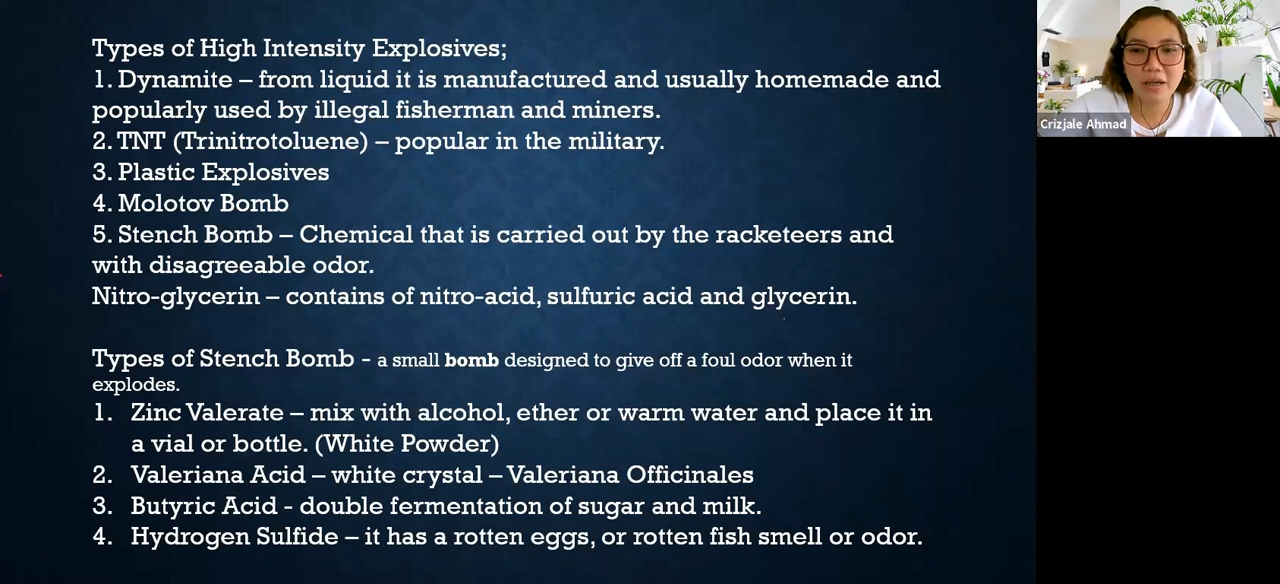 Types of High Intensity Explosives;
1. Dynamite – from liquid it is manufactured and usually homemade and
popularly used by illegal fisherman and miners.
2. TNT (Trinitrotoluene) – popular in the military.
3. Plastic Explosives
4. Molotov Bomb
5. Stench Bomb – Chemical that is carried out by the racketeers and
with disagreeable odor.
Nitro-glycerin – contains of nitro-acid, sulfuric acid and glycerin.
Types of Stench Bomb - a small bomb designed to give off a foul odor when it
explodes.
1. Zinc Valerate – mix with alcohol, ether or warm water and place it in
a vial or bottle. (White Powder)
2. Valeriana Acid – white crystal – Valeriana Officinales
3. Butyric Acid - double fermentation of sugar and milk.
4. Hydrogen Sulfide – it has a rotten eggs, or rotten fish smell or odor.
Crizjale Ahmad